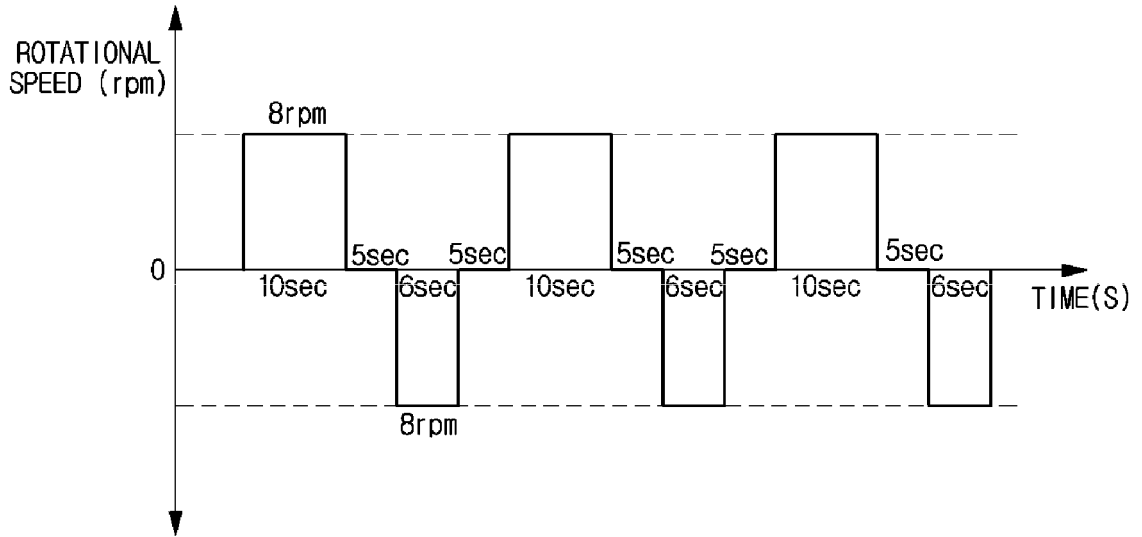 ROTATIONAL
SPEED (rpm)
8rpm
5sec 5sec 5sec 5sec 5sec
0
10sec 6sec 10sec 6sec 10sec 6sec
TIME(S)
8rpm